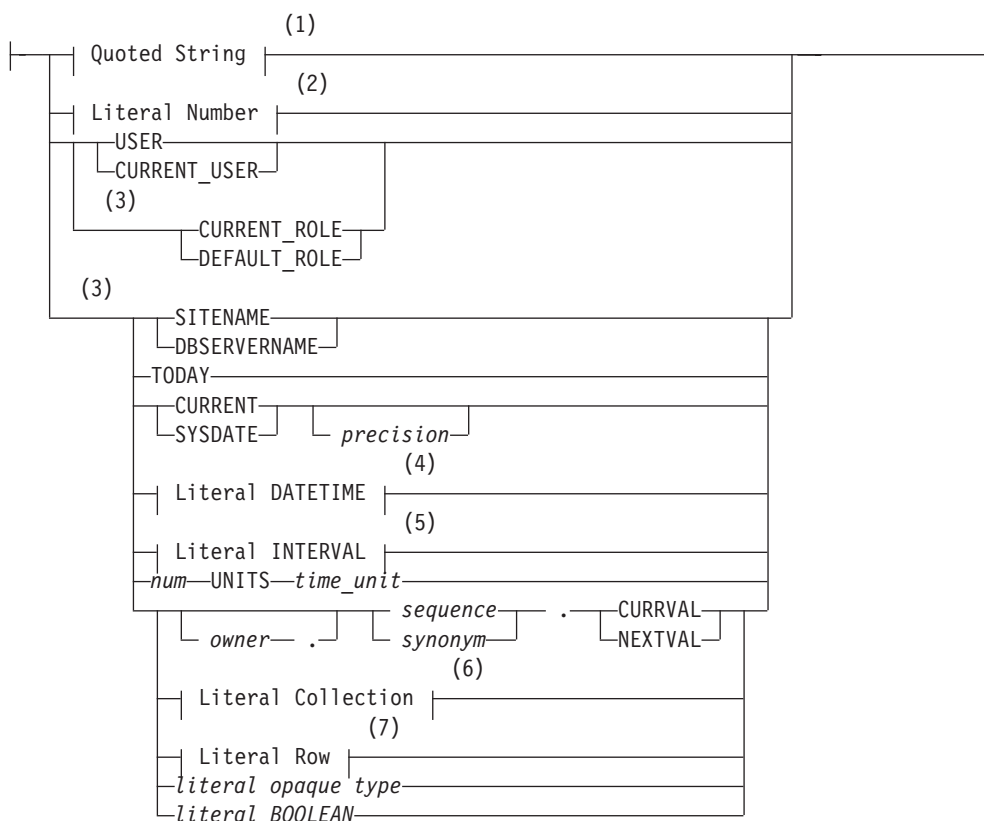 (1)
Quoted String
(2)
Literal Number
USER
CURRENT_USER
(3)
CURRENT_ROLE
DEFAULT_ROLE
(3)
SITENAME
DBSERVERNAME
TODAY
CURRENT
SYSDATE precision
(4)
Literal DATETIME
(5)
Literal INTERVAL
num UNITS time_unit
sequence . CURRVAL
owner . synonym NEXTVAL
(6)
Literal Collection
(7)
Literal Row
literal opaque type
literal BOOLEAN